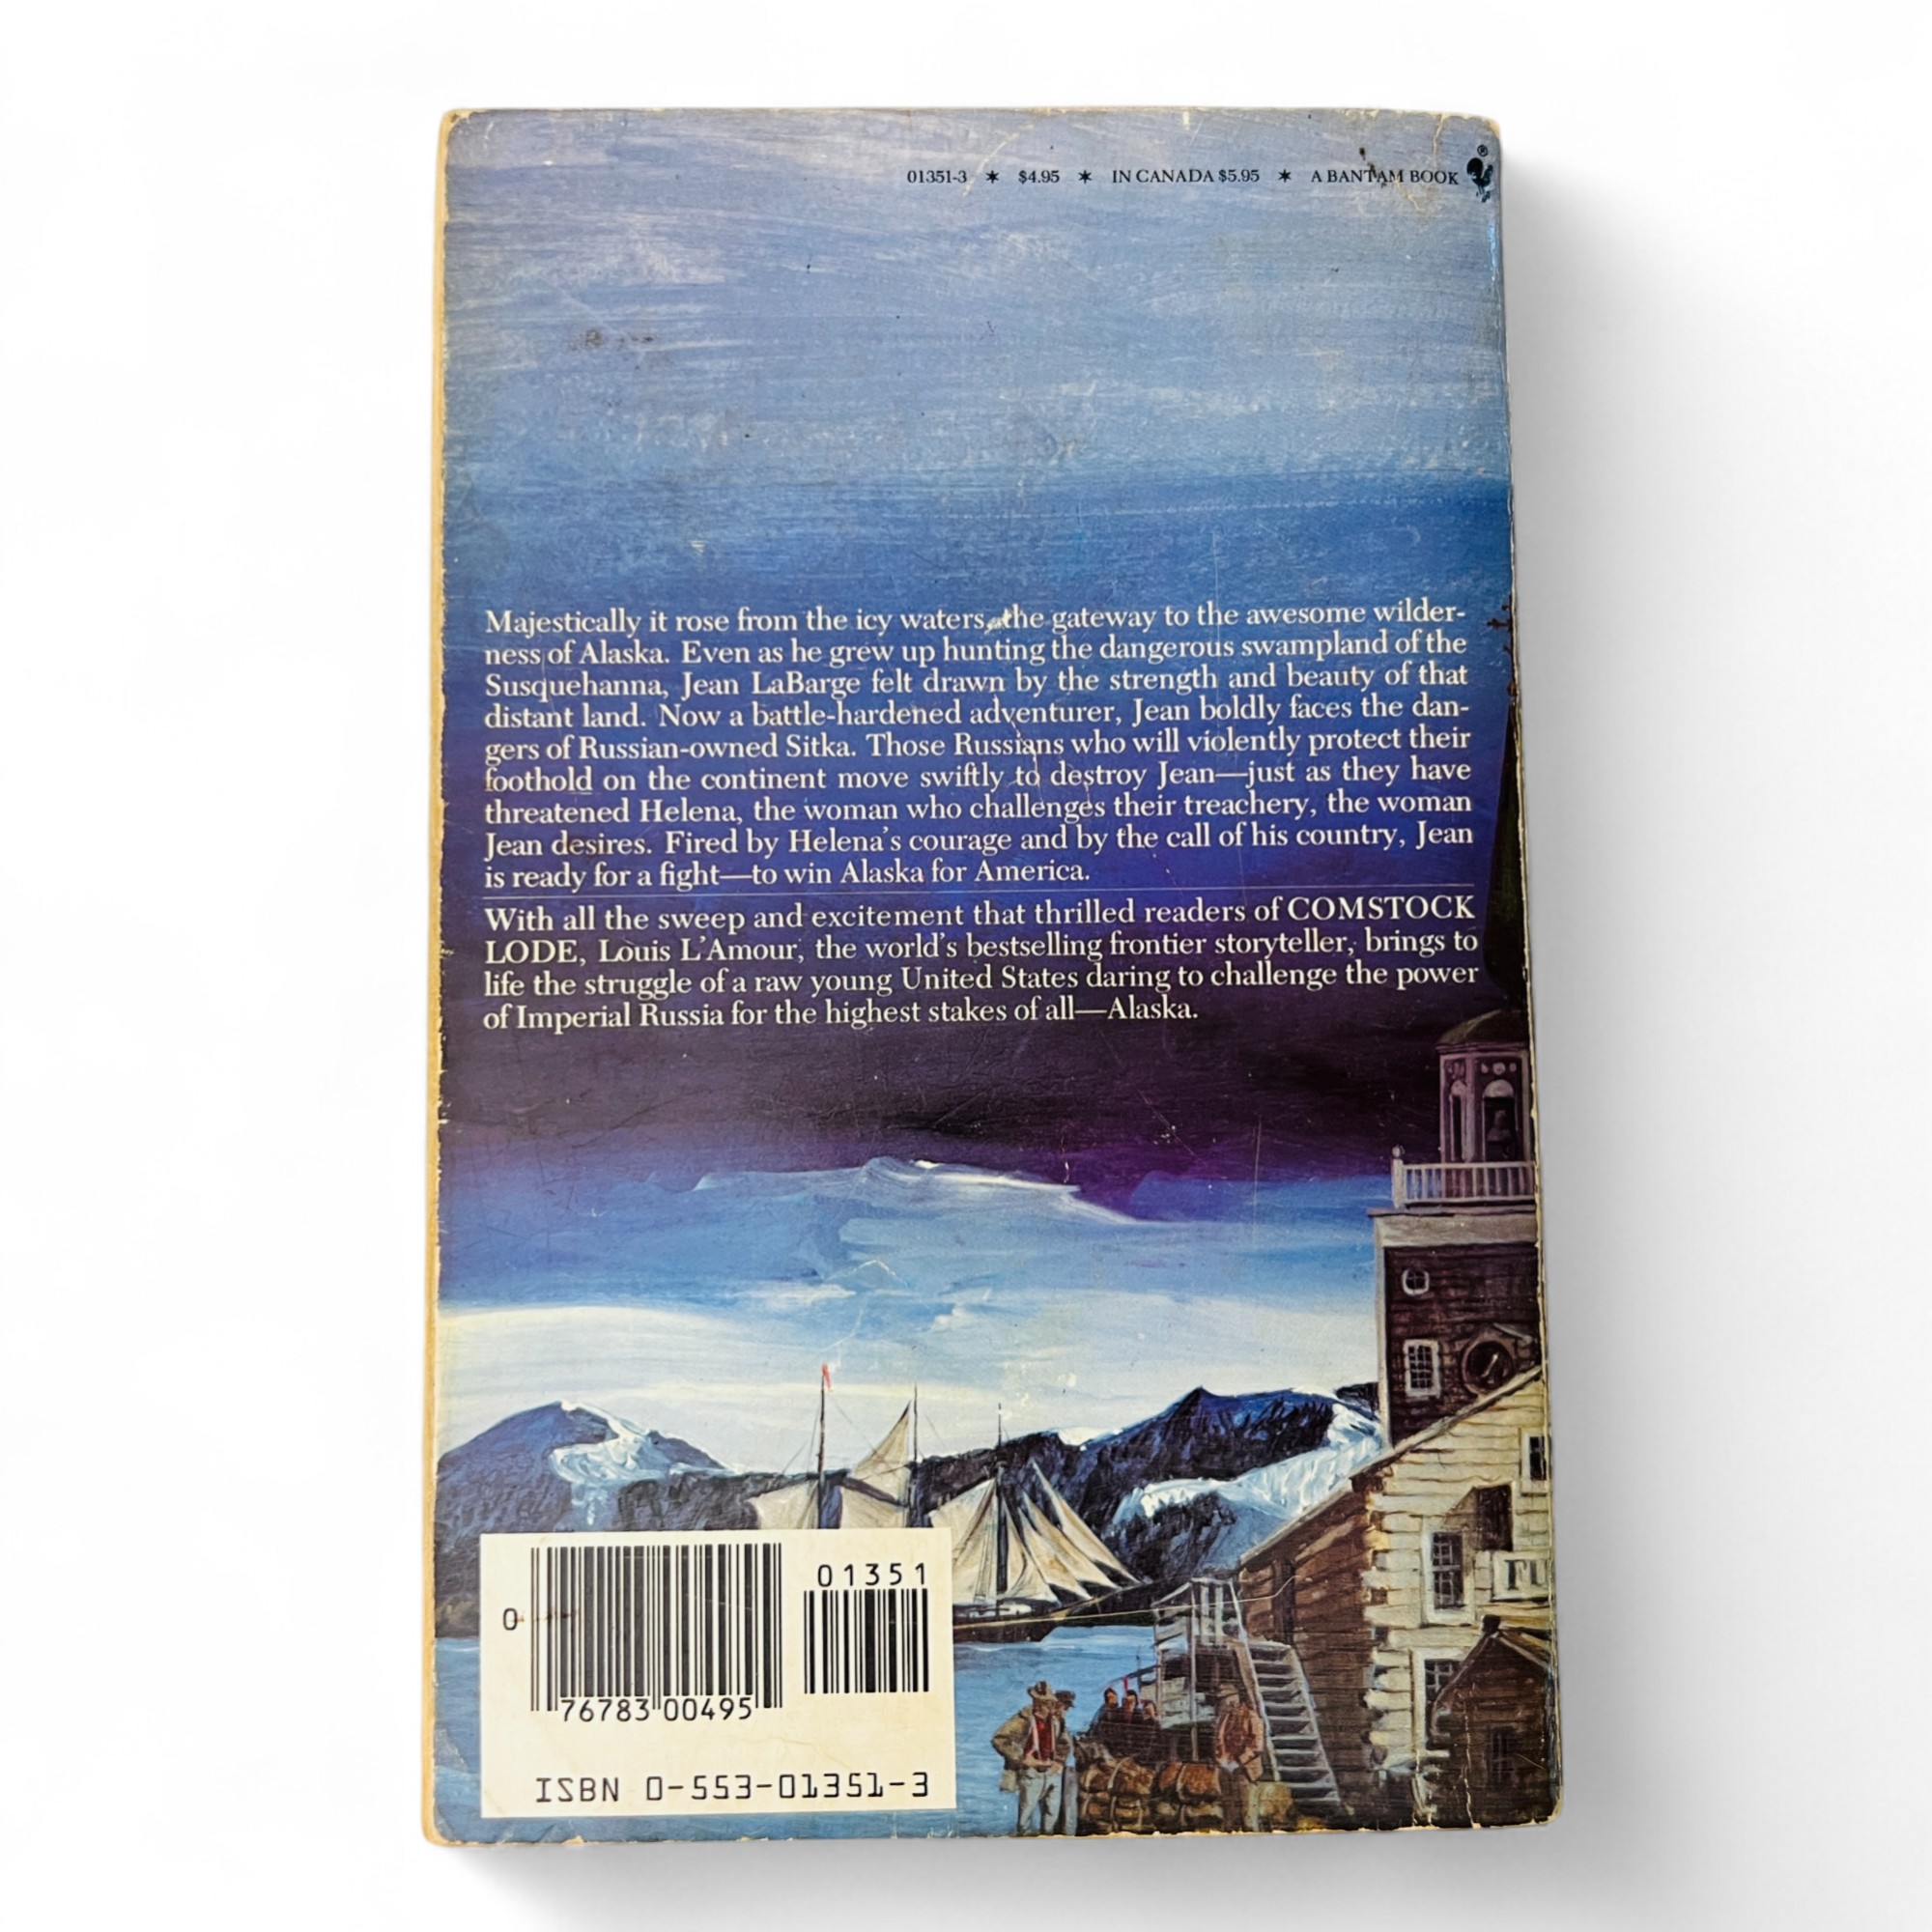 01351-3 ✶ $4.95 ✶ IN CANADA $5.95 ✶ A BANTAM BOOK ®
Majestically it rose from the icy waters, the gateway to the awesome wilder-
ness of Alaska. Even as he grew up hunting the dangerous swampland of the
Susquehanna, Jean LaBarge felt drawn by the strength and beauty of that
distant land. Now a battle-hardened adventurer, Jean boldly faces the dan-
gers of Russian-owned Sitka. Those Russians who will violently protect their
foothold on the continent move swiftly to destroy Jean—just as they have
threatened Helena, the woman who challenges their treachery, the woman
Jean desires. Fired by Helena's courage and by the call of his country, Jean
is ready for a fight—to win Alaska for America.
With all the sweep and excitement that thrilled readers of COMSTOCK
LODE, Louis L'Amour, the world's bestselling frontier storyteller, brings to
life the struggle of a raw young United States daring to challenge the power
of Imperial Russia for the highest stakes of all—Alaska.
01351
0
76783 00495
ISBN 0-553-01351-3